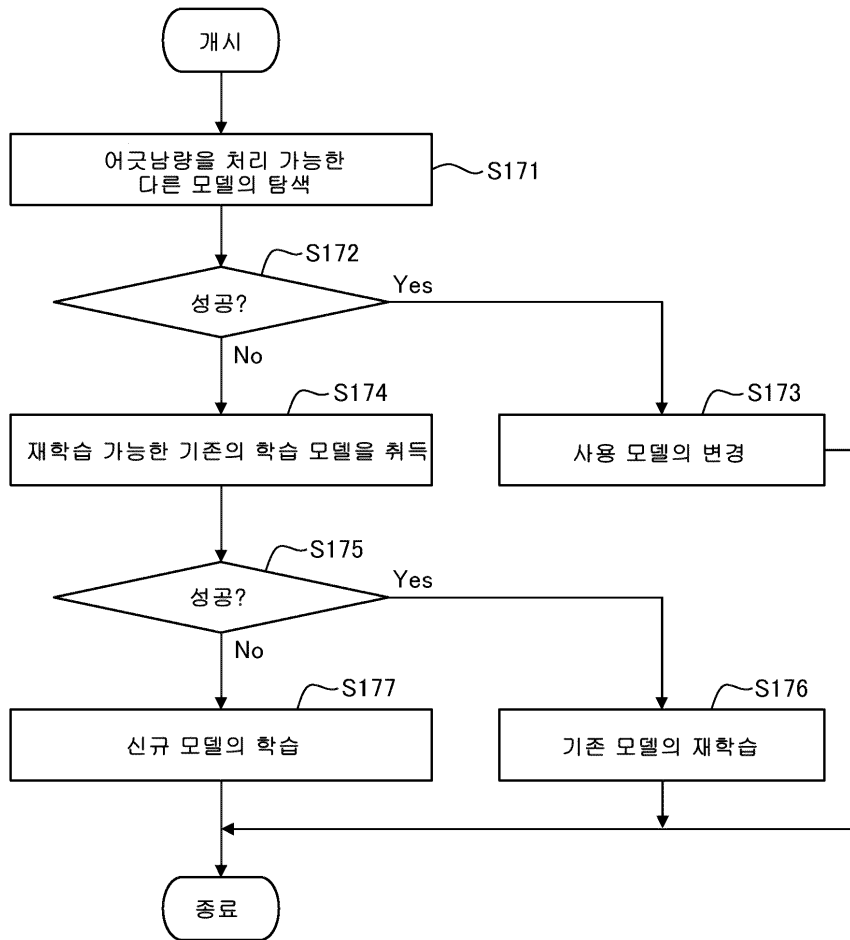 개시
어긋남량을 처리 가능한
다른 모델의 탐색
S171
S172
성공?
Yes
No
S174
재학습 가능한 기존의 학습 모델을 취득
S173
사용 모델의 변경
S175
성공?
Yes
No
S177
신규 모델의 학습
S176
기존 모델의 재학습
종료